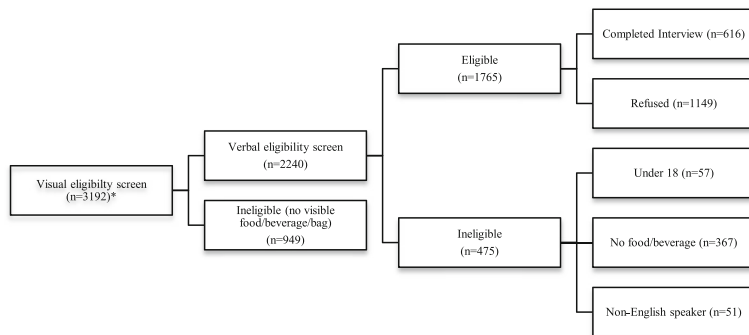 Visual eligibilty screen
(n=3192)*
Verbal eligibility screen
(n=2240)
Ineligible (no visible
food/beverage/bag)
(n=949)
Eligible
(n=1765)
Ineligible
(n=475)
Completed Interview (n=616)
Refused (n=1149)
Under 18 (n=57)
No food/beverage (n=367)
Non-English speaker (n=51)